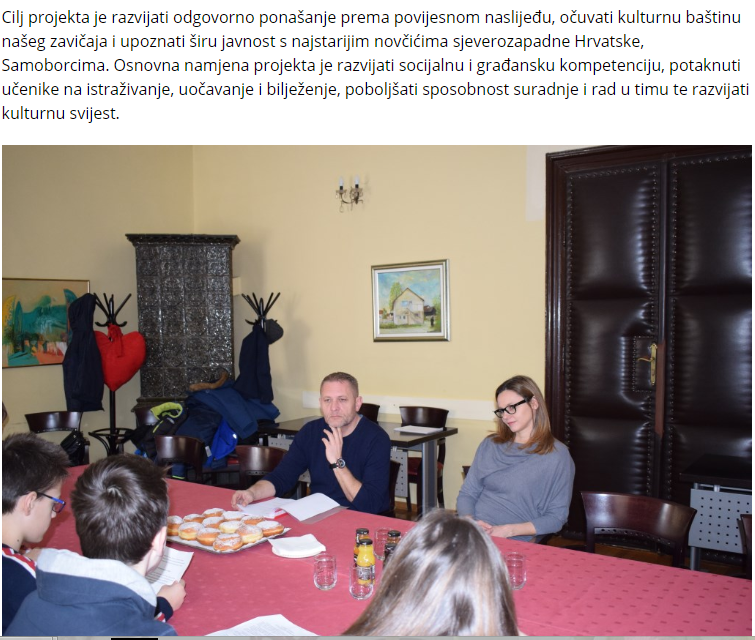 Cilj projekta je razvijati odgovorno ponašanje prema povijesnom naslijeđu, očuvati kulturnu baštinu
našeg zavičaja i upoznati širu javnost s najstarijim novčićima sjeverozapadne Hrvatske,
Samoborcima. Osnovna namjena projekta je razvijati socijalnu i građansku kompetenciju, potaknuti
učenike na istraživanje, uočavanje i bilježenje, poboljšati sposobnost suradnje i rad u timu te razvijati
kulturnu svijest.